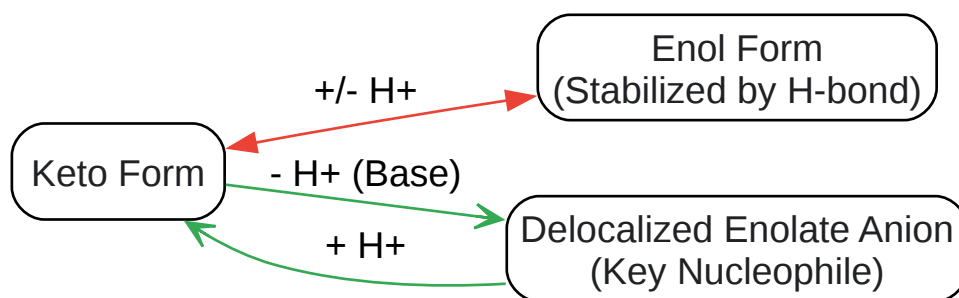 Enol Form
(Stabilized by H-bond)
+/- H+
Keto Form
- H+ (Base)
Delocalized Enolate Anion
(Key Nucleophile)
+ H+